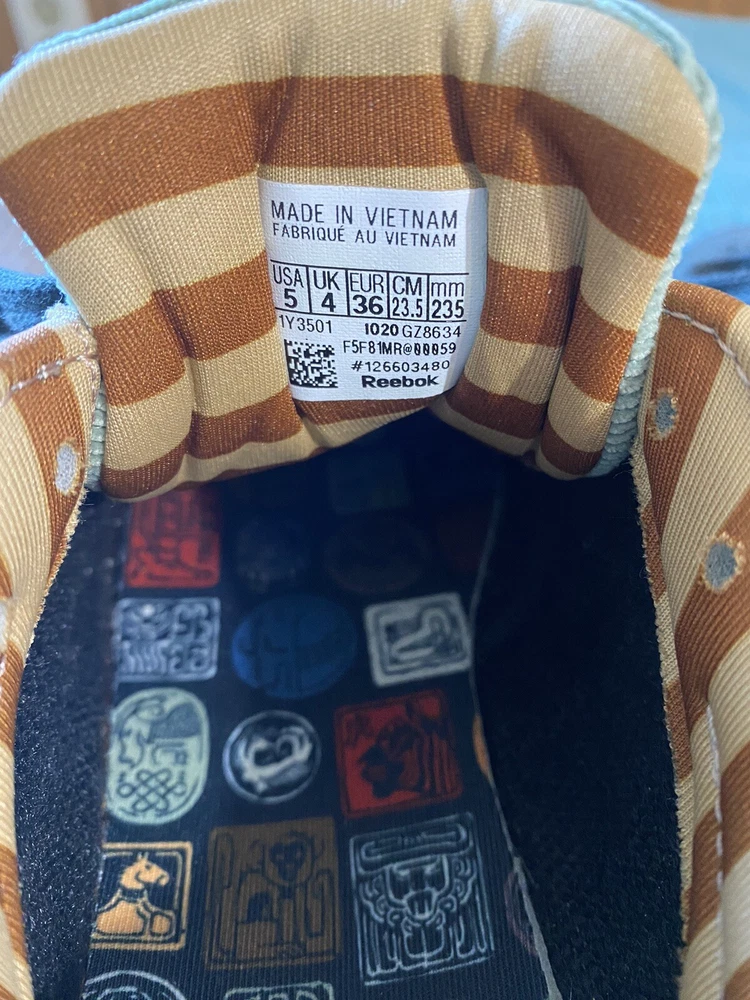 MADE IN VIETNAM
FABRIQUÉ AU VIETNAM
USA UK EUR CM mm
5 4 36 23.5 235
1Y3501 1020 GZ8634
F5F81MR@00059
#126603480
Reebok